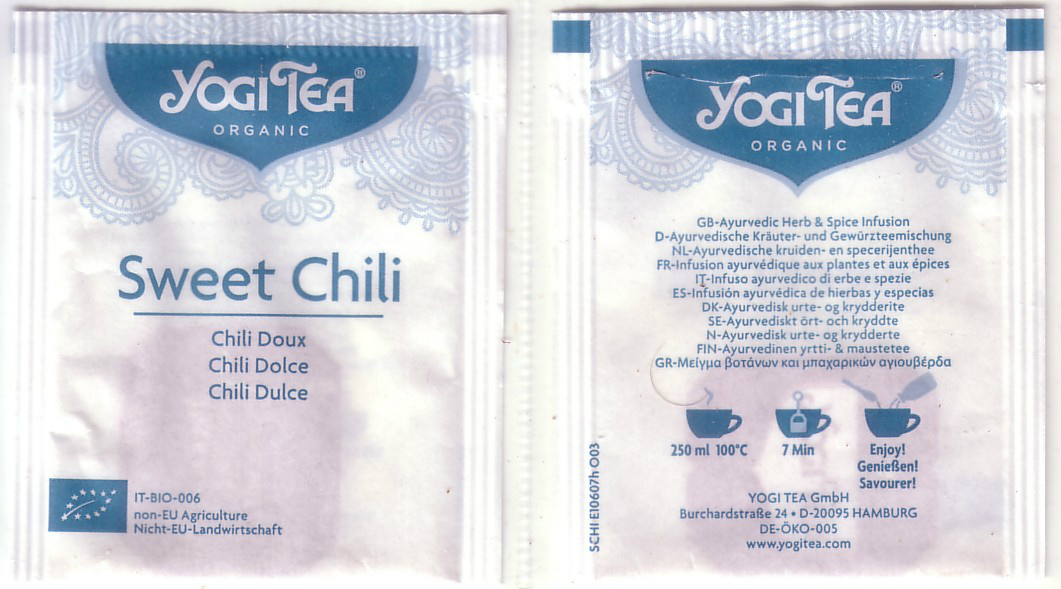 YOGI TEA®
ORGANIC
Sweet Chili
Chili Doux
Chili Dolce
Chili Dulce
IT-BIO-006
non-EU Agriculture
Nicht-EU-Landwirtschaft
YOGI TEA®
ORGANIC
GB-Ayurvedic Herb & Spice Infusion
D-Ayurvedische Kräuter- und Gewürzteemischung
NL-Ayurvedische kruiden- en specerijenthee
FR-Infusion ayurvédique aux plantes et aux épices
IT-Infuso ayurvedico di erbe e spezie
ES-Infusión ayurvédica de hierbas y especias
DK-Ayurvedisk urte- og krydderite
SE-Ayurvediskt ört- och kryddte
N-Ayurvedisk urte- og krydderte
FIN-Ayurvedinen yrtti- & maustetee
GR-Μείγμα βοτάνων και μπαχαρικών αγιουβέρδα
250 ml 100°C
7 Min
Enjoy!
Genießen!
Savourer!
YOGI TEA GmbH
Burchardstraße 24 • D-20095 HAMBURG
DE-ÖKO-005
www.yogitea.com
SCHI E10607h-O03